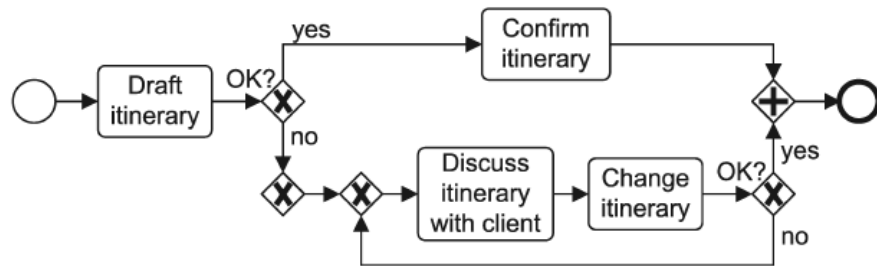 yes
Confirm
itinerary
OK?
Draft
itinerary
no
Discuss
itinerary
with client
Change
itinerary
OK?
yes
no